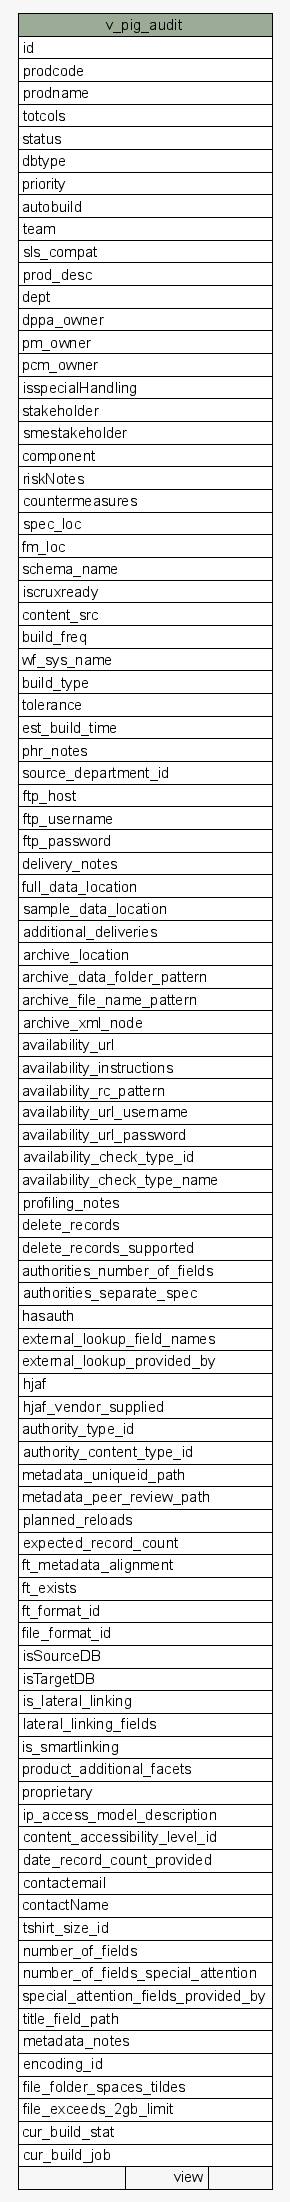 v_pig_audit
id
prodcode
prodname
totcols
status
dbtype
priority
autobuild
team
sls_compat
prod_desc
dept
dppa_owner
pm_owner
pcm_owner
isspecialHandling
stakeholder
smestakeholder
component
riskNotes
countermeasures
spec_loc
fm_loc
schema_name
iscruxready
content_src
build_freq
wf_sys_name
build_type
tolerance
est_build_time
phr_notes
source_department_id
ftp_host
ftp_username
ftp_password
delivery_notes
full_data_location
sample_data_location
additional_deliveries
archive_location
archive_data_folder_pattern
archive_file_name_pattern
archive_xml_node
availability_url
availability_instructions
availability_rc_pattern
availability_url_username
availability_url_password
availability_check_type_id
availability_check_type_name
profiling_notes
delete_records
delete_records_supported
authorities_number_of_fields
authorities_separate_spec
hasauth
external_lookup_field_names
external_lookup_provided_by
hjaf
hjaf_vendor_supplied
authority_type_id
authority_content_type_id
metadata_uniqueid_path
metadata_peer_review_path
planned_reloads
expected_record_count
ft_metadata_alignment
ft_exists
ft_format_id
file_format_id
isSourceDB
isTargetDB
is_lateral_linking
lateral_linking_fields
is_smartlinking
product_additional_facets
proprietary
ip_access_model_description
content_accessibility_level_id
date_record_count_provided
contactemail
contactName
tshirt_size_id
number_of_fields
number_of_fields_special_attention
special_attention_fields_provided_by
title_field_path
metadata_notes
encoding_id
file_folder_spaces_tildes
file_exceeds_2gb_limit
cur_build_stat
cur_build_job
view